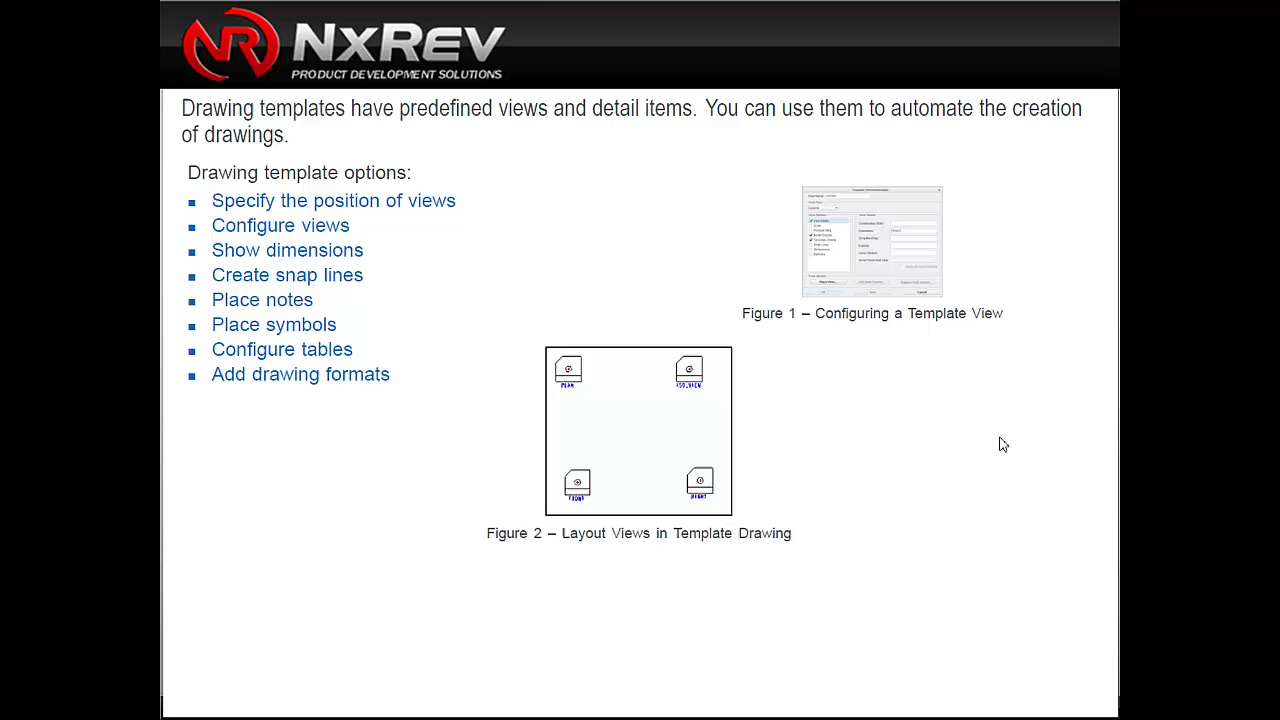 NxRev
PRODUCT DEVELOPMENT SOLUTIONS
Drawing templates have predefined views and detail items. You can use them to automate the creation
of drawings.
Drawing template options:
Specify the position of views
Configure views
Show dimensions
Create snap lines
Place notes
Place symbols
Configure tables
Add drawing formats
Figure 1 – Configuring a Template View
PLAN
ISO_VIEW
FRONT
RIGHT
Figure 2 – Layout Views in Template Drawing